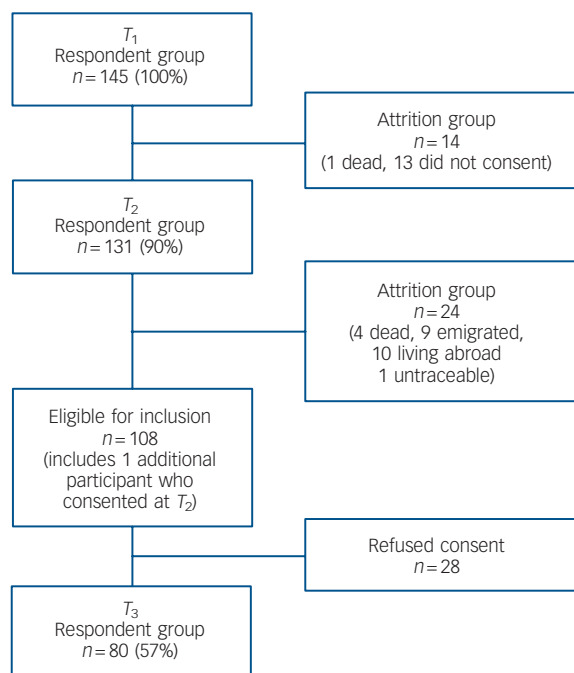 T₁
Respondent group
n = 145 (100%)
Attrition group
n = 14
(1 dead, 13 did not consent)
T₂
Respondent group
n = 131 (90%)
Attrition group
n = 24
(4 dead, 9 emigrated,
10 living abroad
1 untraceable)
Eligible for inclusion
n = 108
(includes 1 additional
participant who
consented at T₂)
Refused consent
n = 28
T₃
Respondent group
n = 80 (57%)